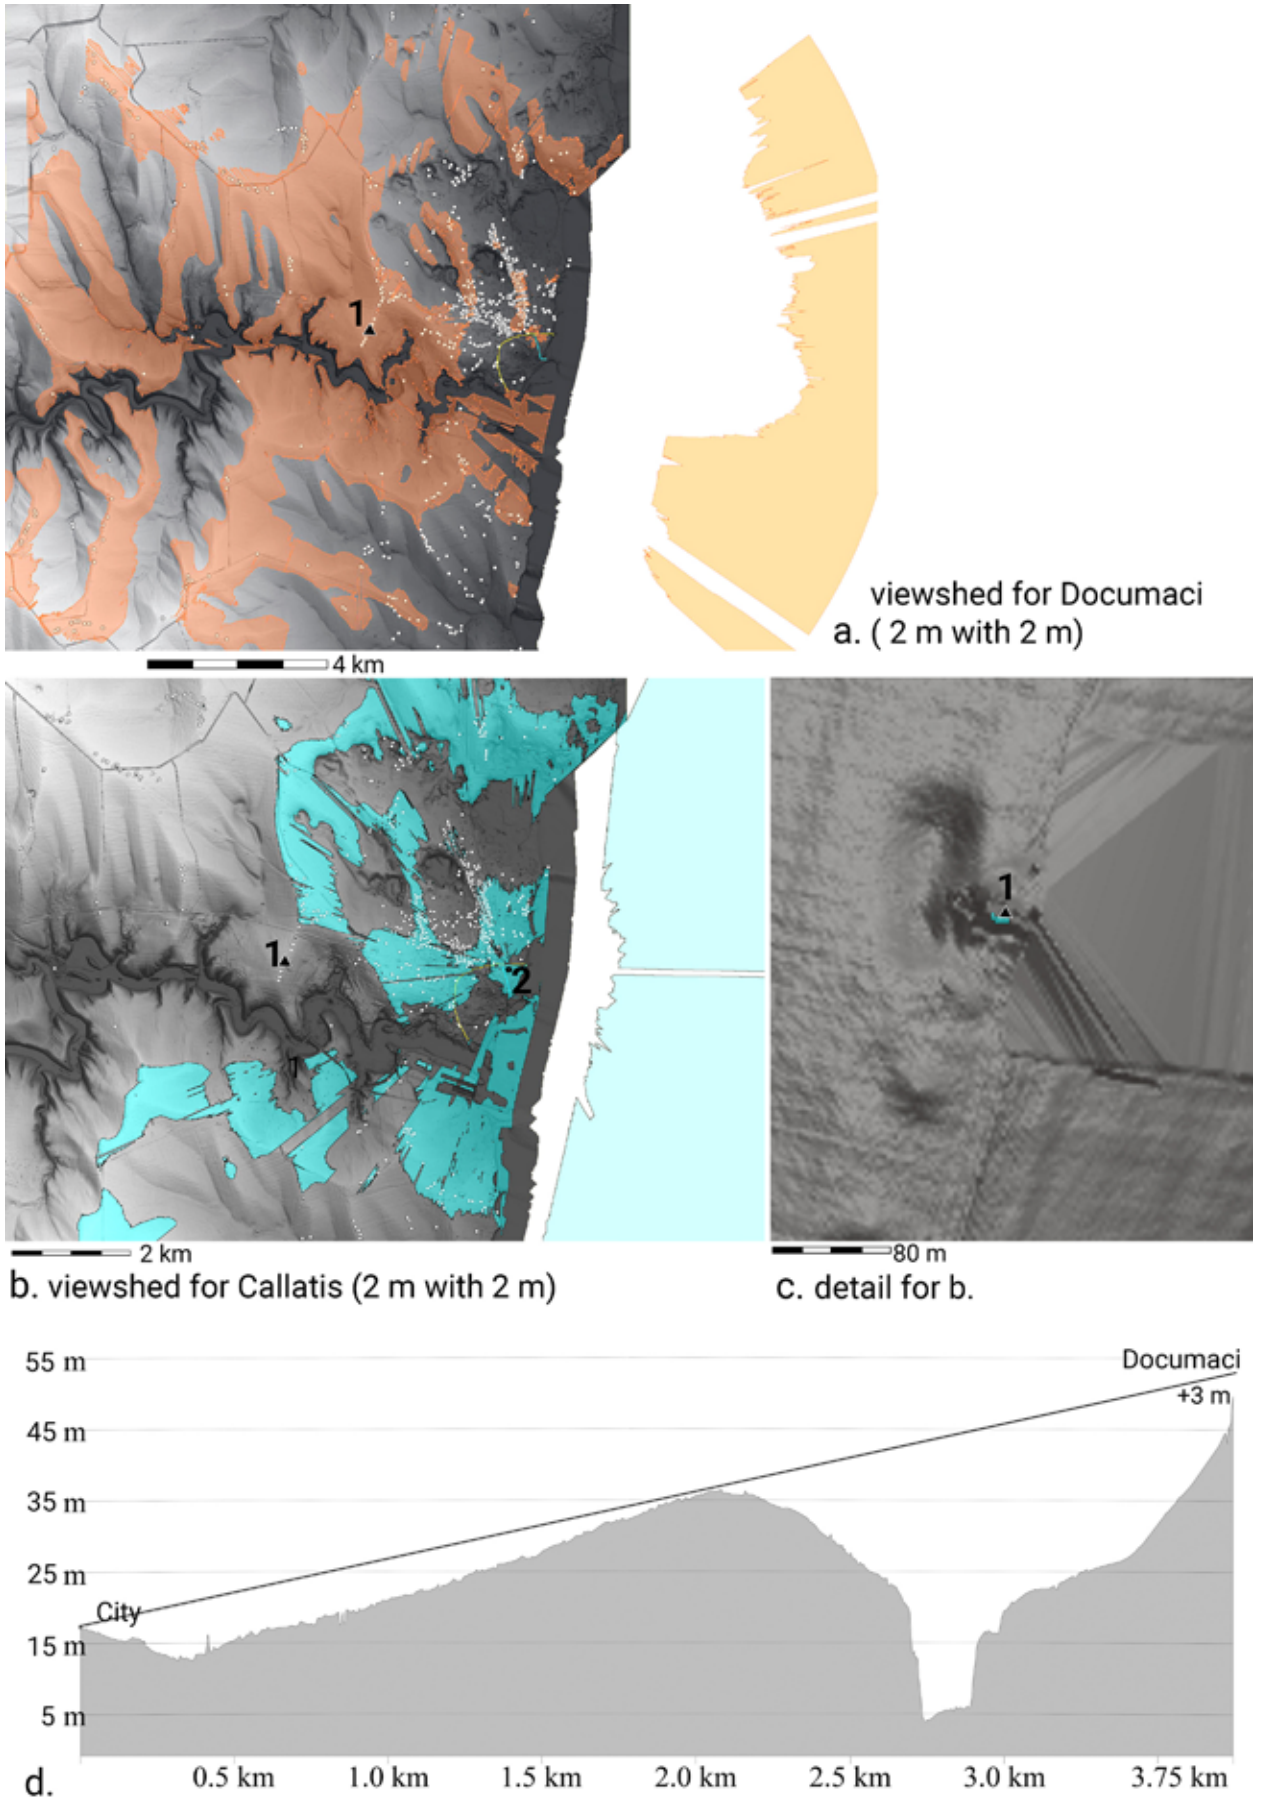 1
viewshed for Documaci
a. ( 2 m with 2 m)
4 km
1
2
1
2 km
b. viewshed for Callatis (2 m with 2 m)
1
80 m
c. detail for b.
55 m
Documaci
+3 m
45 m
35 m
25 m
City
15 m
5 m
d.
0.5 km 1.0 km 1.5 km 2.0 km 2.5 km 3.0 km 3.75 km